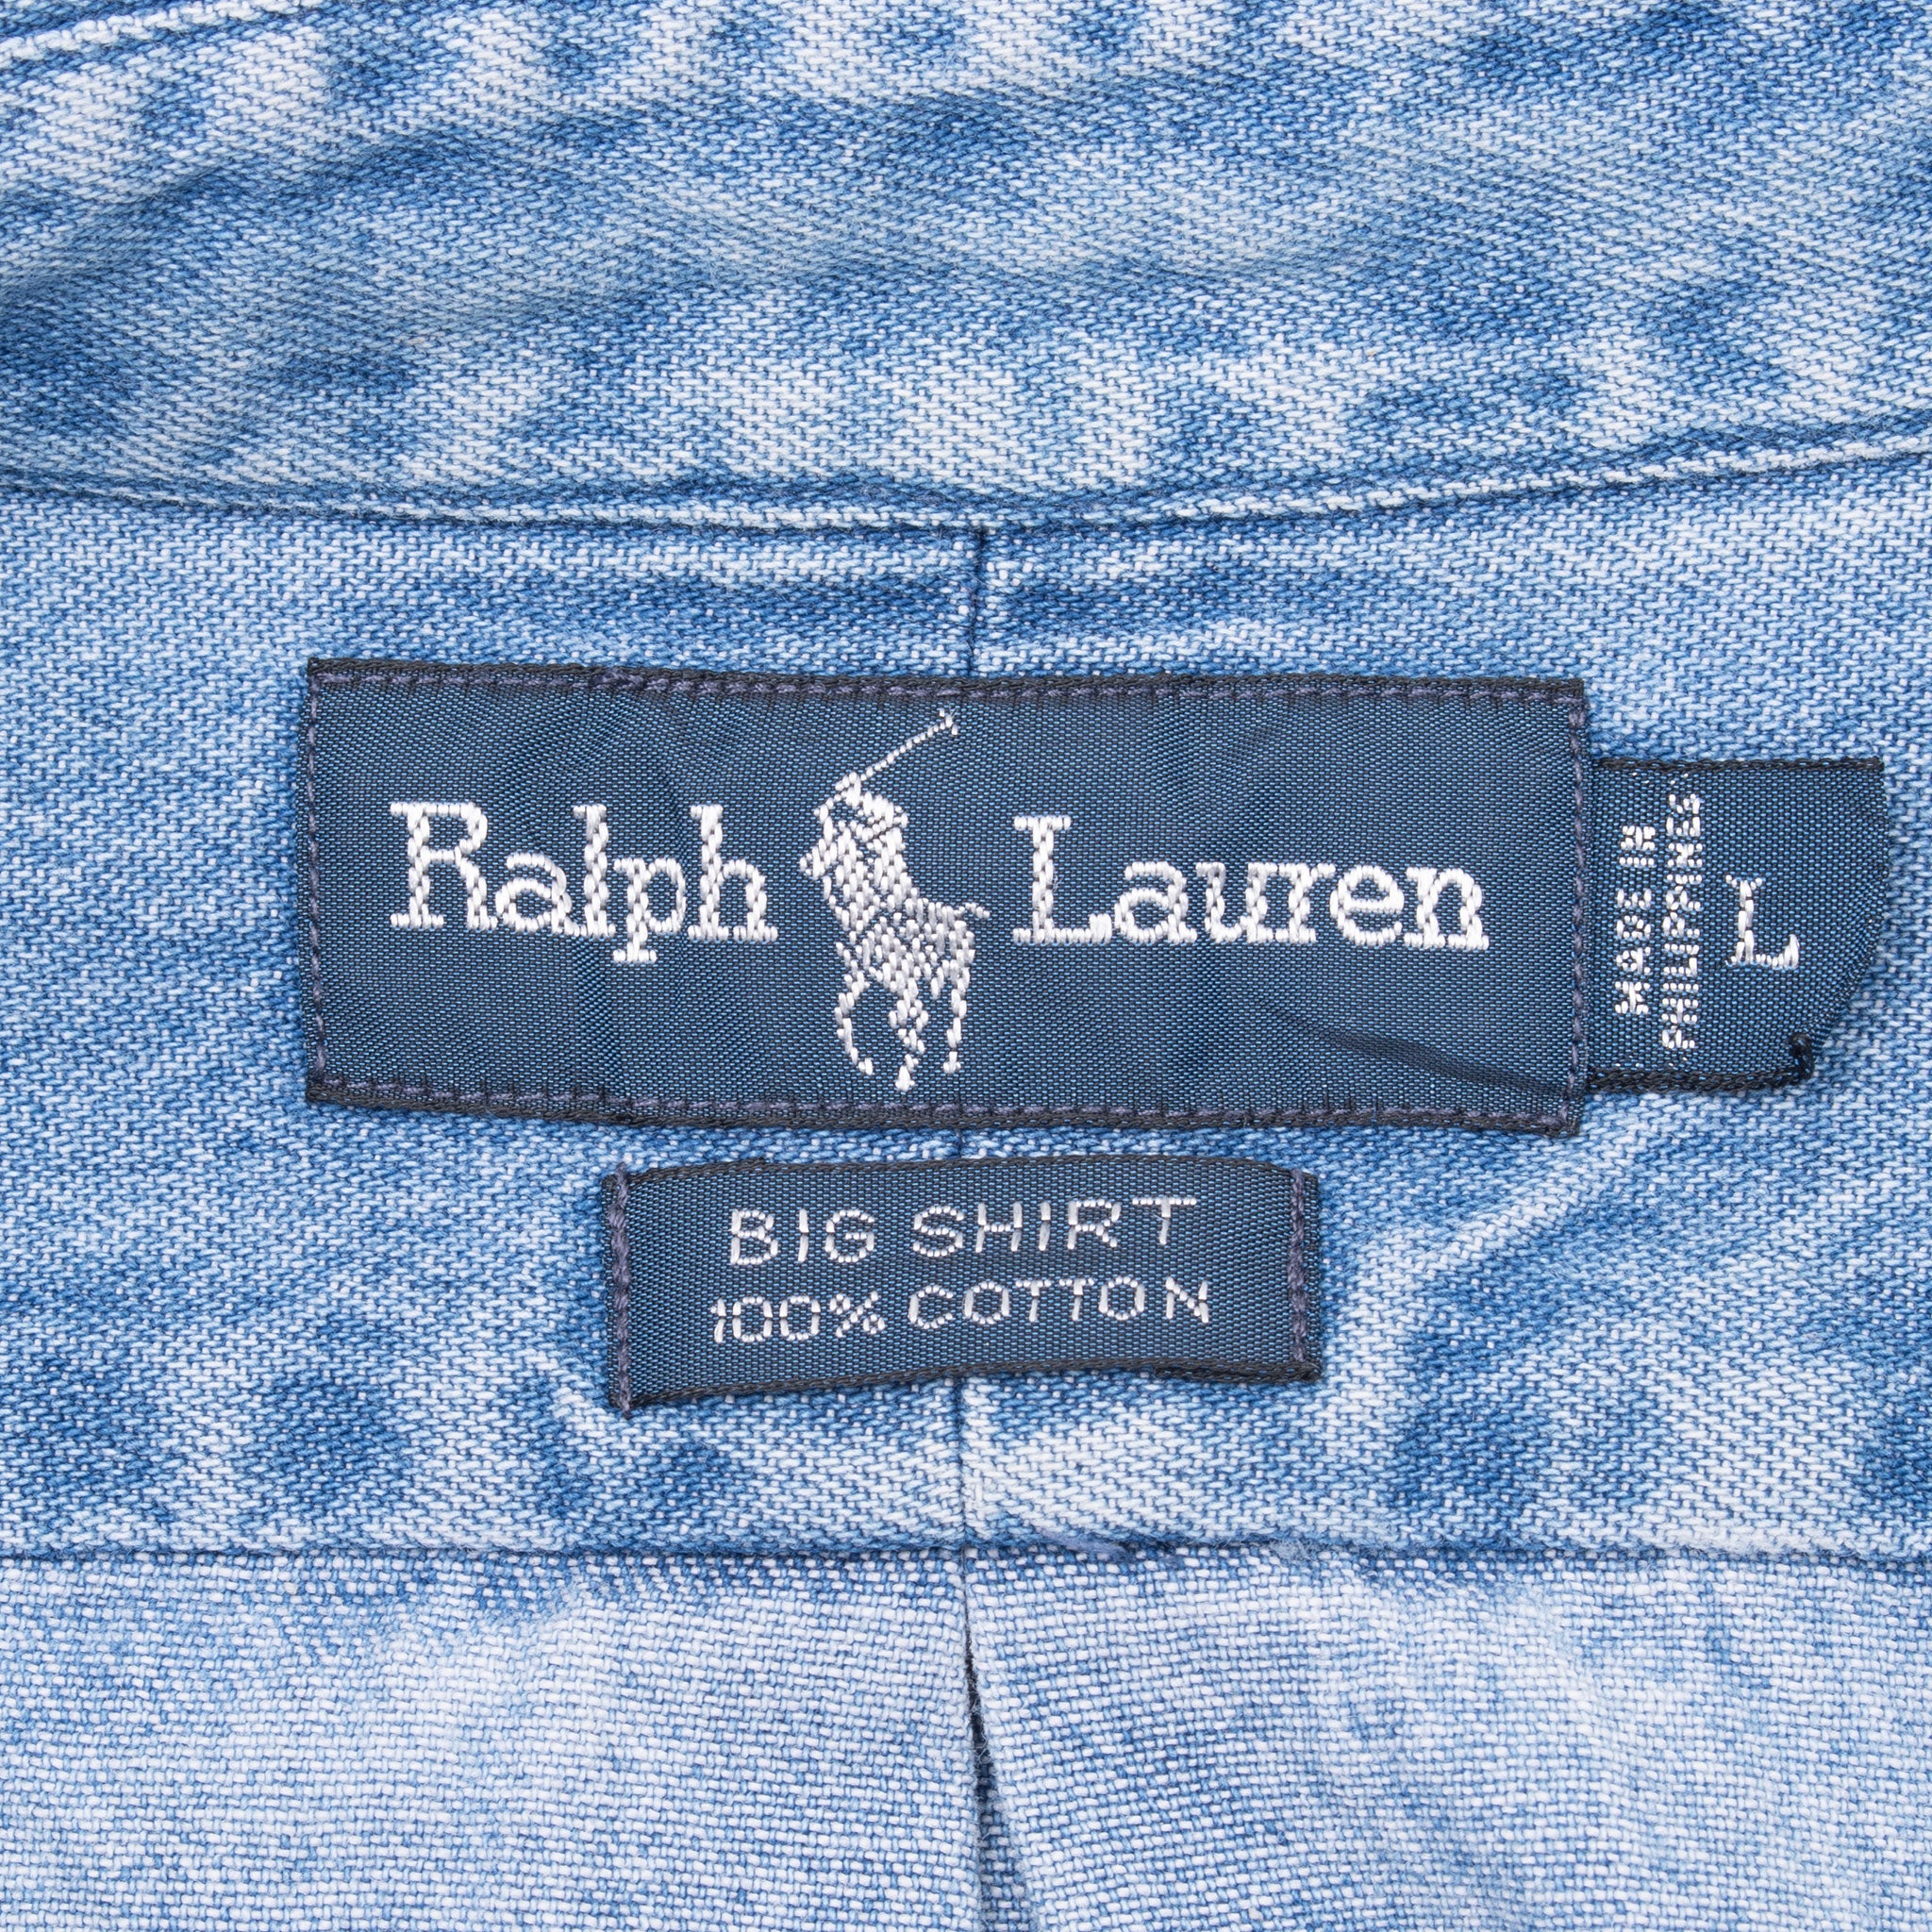 Ralph Lauren
MADE IN
PHILIPPINES
L
BIG SHIRT
100% COTTON